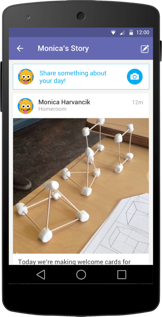 12:00
Monica's Story
Share something about
your day!
Monica Harvancik
12m
Homeroom
Today we're making welcome cards for